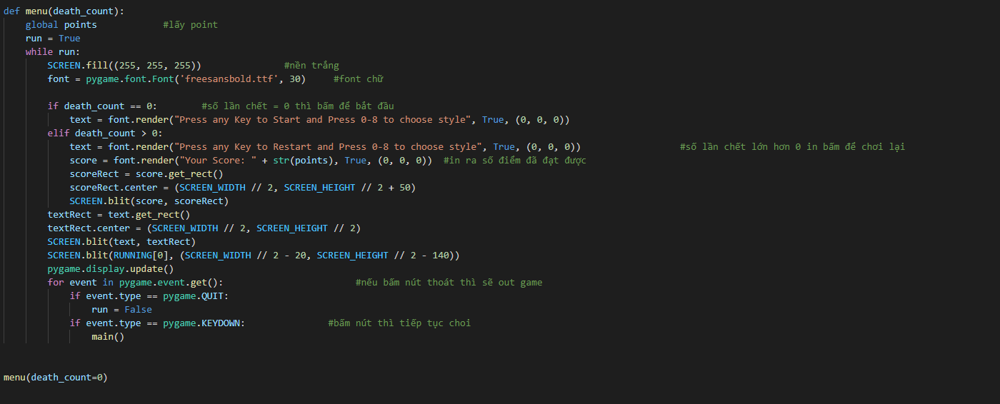 def menu(death_count):
    global points            #lấy point
    run = True
    while run:
        SCREEN.fill((255, 255, 255))               #nền trắng
        font = pygame.font.Font('freesansbold.ttf', 30)     #font chữ
        if death_count == 0:        #số lần chết = 0 thì bấm để bắt đầu
            text = font.render("Press any Key to Start and Press 0-8 to choose style", True, (0, 0, 0))
        elif death_count > 0:
            text = font.render("Press any Key to Restart and Press 0-8 to choose style", True, (0, 0, 0))                  #số lần chết lớn hơn 0 in bấm để chơi lại
            score = font.render("Your Score: " + str(points), True, (0, 0, 0))  #in ra số điểm đã đạt được
            scoreRect = score.get_rect()
            scoreRect.center = (SCREEN_WIDTH // 2, SCREEN_HEIGHT // 2 + 50)
            SCREEN.blit(score, scoreRect)
        textRect = text.get_rect()
        textRect.center = (SCREEN_WIDTH // 2, SCREEN_HEIGHT // 2)
        SCREEN.blit(text, textRect)
        SCREEN.blit(RUNNING[0], (SCREEN_WIDTH // 2 - 20, SCREEN_HEIGHT // 2 - 140))
        pygame.display.update()
        for event in pygame.event.get():                        #nếu bấm nút thoát thì sẽ out game
            if event.type == pygame.QUIT:
                run = False
            if event.type == pygame.KEYDOWN:               #bấm nút thì tiếp tục choi
                main()
menu(death_count=0)